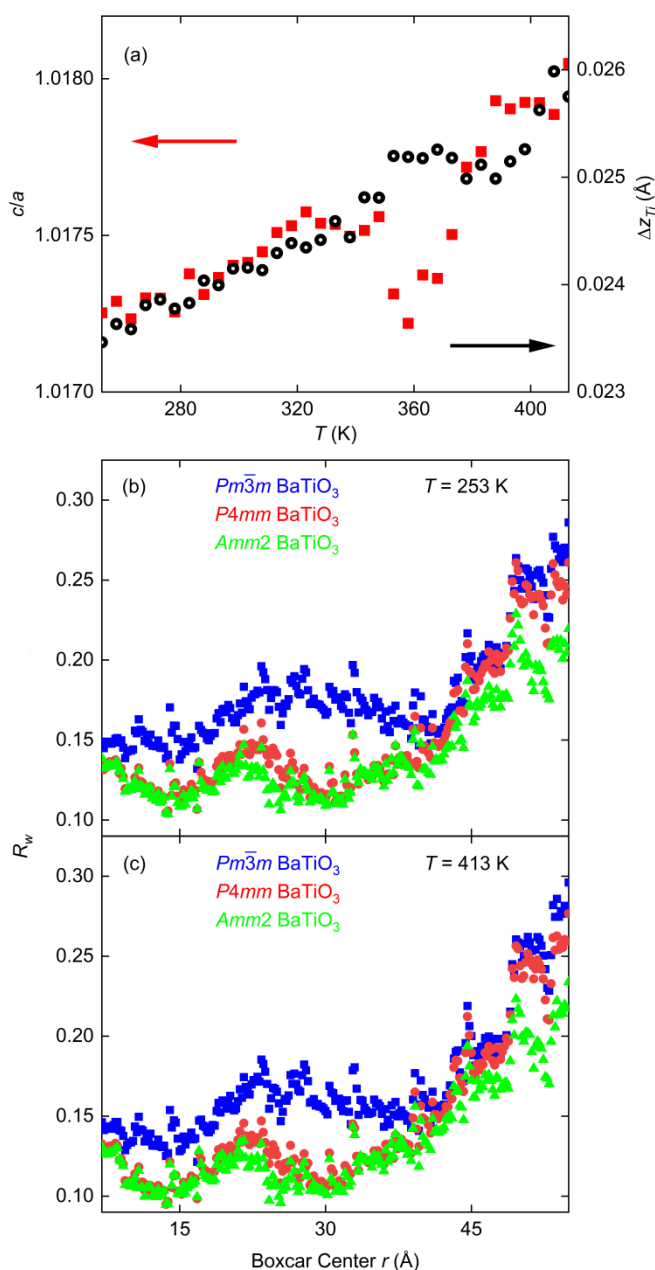 (a)
1.0180
1.0175
1.0170
c/a
0.026
0.025
0.024
0.023
Δz_Ti (Å)
280 320 360 400
T (K)
(b)
Pm3̅m BaTiO₃
P4mm BaTiO₃
Amm2 BaTiO₃
T = 253 K
0.30
0.25
0.20
0.15
0.10
R_w
(c)
Pm3̅m BaTiO₃
P4mm BaTiO₃
Amm2 BaTiO₃
T = 413 K
0.30
0.25
0.20
0.15
0.10
15 30 45
Boxcar Center r (Å)